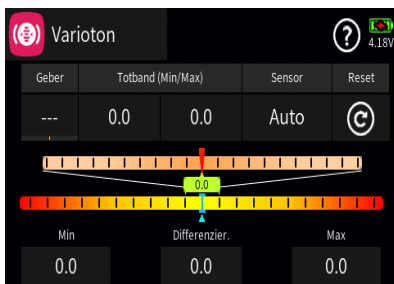 Varioton
4.18V
Geber Totband (Min/Max) Sensor Reset
--- 0.0 0.0 Auto
0.0
Min Differenzier. Max
0.0 0.0 0.0